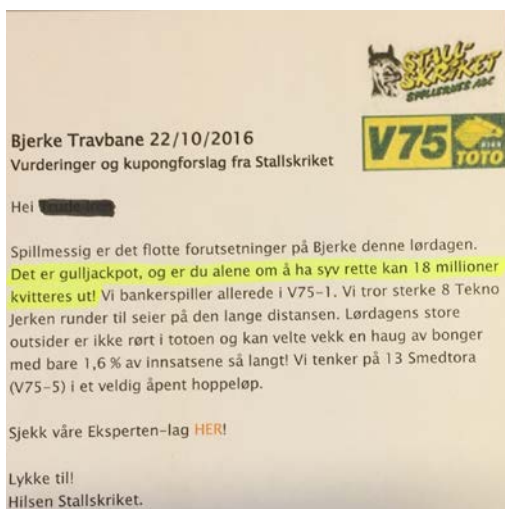 STALL-
SKRIKET
SPILLERNES ABC
V75
RIKS
TOTO
Bjerke Travbane 22/10/2016
Vurderinger og kupongforslag fra Stallskriket
Hei
Spillmessig er det flotte forutsetninger på Bjerke denne lørdagen.
Det er gulljackpot, og er du alene om å ha syv rette kan 18 millioner
kvitteres ut! Vi bankerspiller allerede i V75-1. Vi tror sterke 8 Tekno
Jerken runder til seier på den lange distansen. Lørdagens store
outsider er ikke rørt i totoen og kan velte vekk en haug av bonger
med bare 1,6 % av innsatsene så langt! Vi tenker på 13 Smedtora
(V75-5) i et veldig åpent hoppeløp.
Sjekk våre Eksperten-lag HER!
Lykke til!
Hilsen Stallskriket.